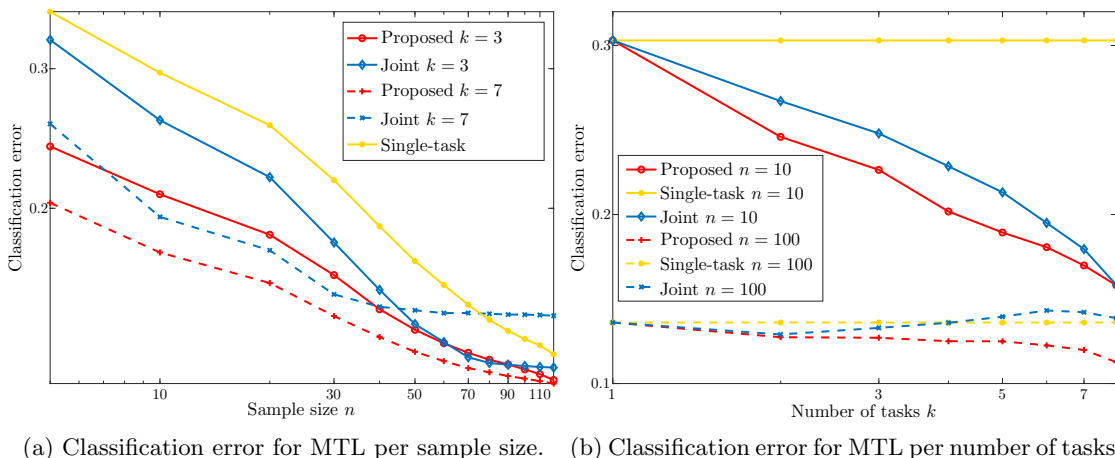 0.3
0.2
Classification error
10
30
50
70
90
110
Sample size n
Proposed k = 3
Joint k = 3
Proposed k = 7
Joint k = 7
Single-task
(a) Classification error for MTL per sample size.
0.3
0.2
0.1
Classification error
1
3
5
7
Number of tasks k
Proposed n = 10
Single-task n = 10
Joint n = 10
Proposed n = 100
Single-task n = 100
Joint n = 100
(b) Classification error for MTL per number of tasks